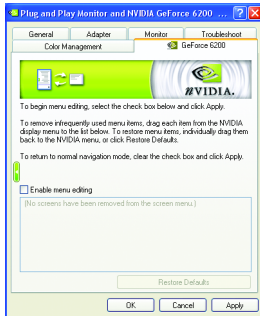 Plug and Play Monitor and NVIDIA GeForce 6200 ...
General Adapter Monitor Troubleshoot
Color Management GeForce 6200
NVIDIA.
To begin menu editing, select the check box below and click Apply.
To remove infrequently used menu items, drag each item from the NVIDIA
display menu to the list below. To restore menu items, individually drag them
back to the NVIDIA menu, or click Restore Defaults.
To return to normal navigation mode, clear the check box and click Apply.
Enable menu editing
(No screens have been removed from the screen menu.)
Restore Defaults
OK Cancel Apply